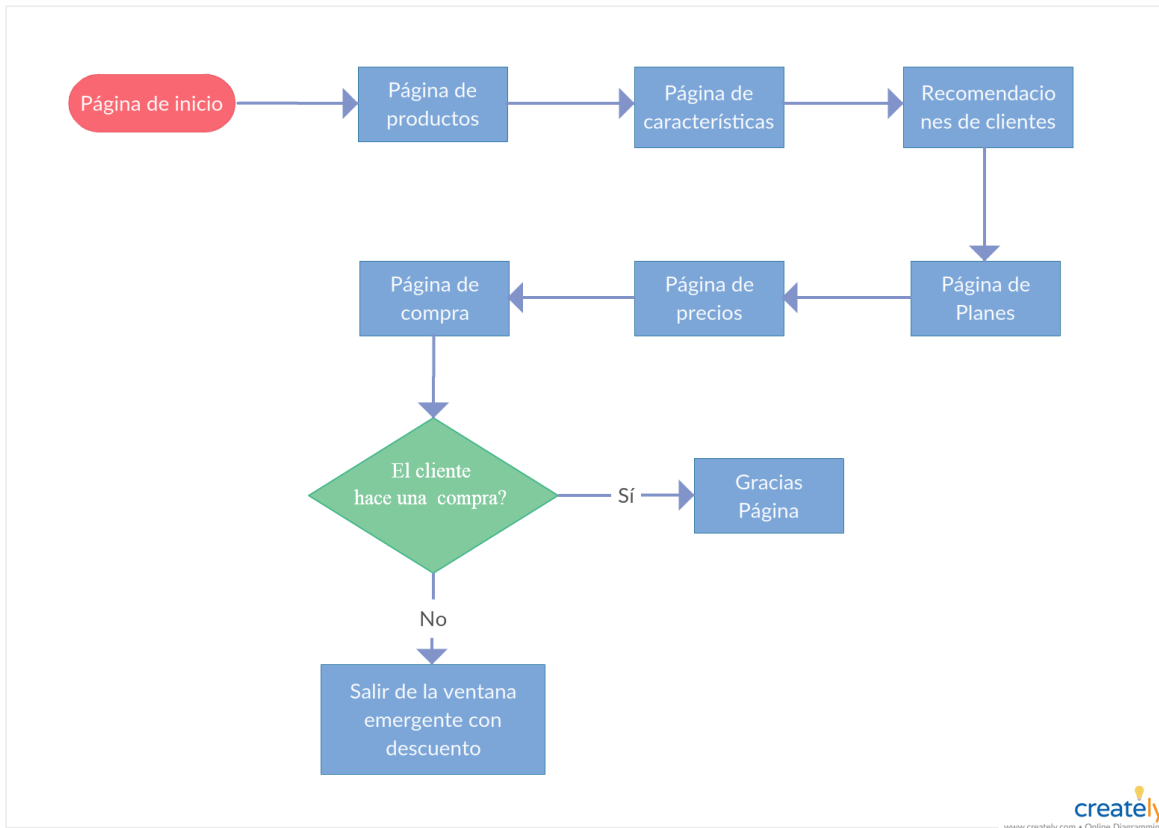 Página de inicio
Página de
productos
Página de
características
Recomendacio
nes de clientes
Página de
compra
Página de
precios
Página de
Planes
El cliente
hace una compra?
Sí
Gracias
Página
No
Salir de la ventana
emergente con
descuento
creately
www.creately.com • Online Diagramming